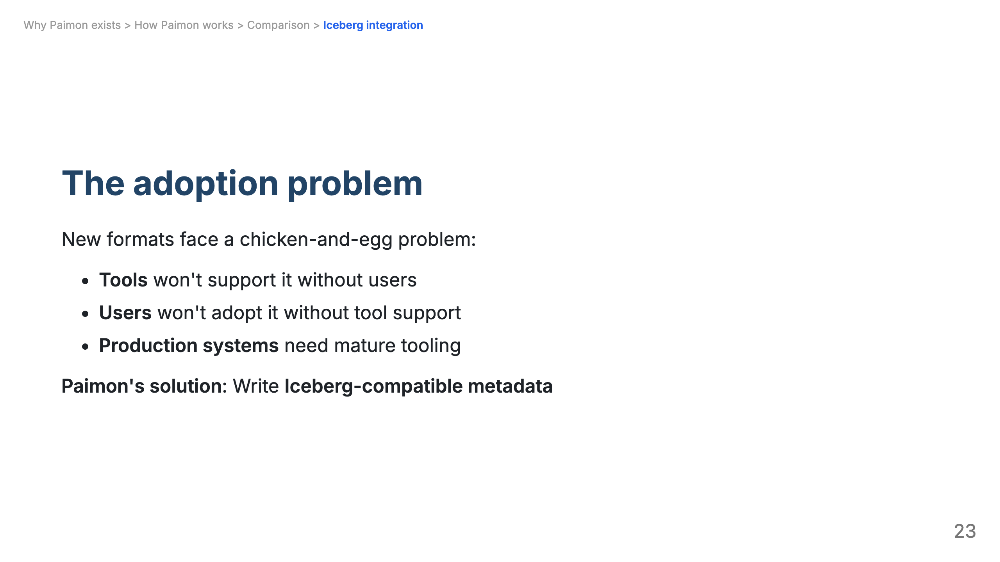 Why Paimon exists > How Paimon works > Comparison > Iceberg integration
The adoption problem
New formats face a chicken-and-egg problem:
• Tools won't support it without users
• Users won't adopt it without tool support
• Production systems need mature tooling
Paimon's solution: Write Iceberg-compatible metadata
23